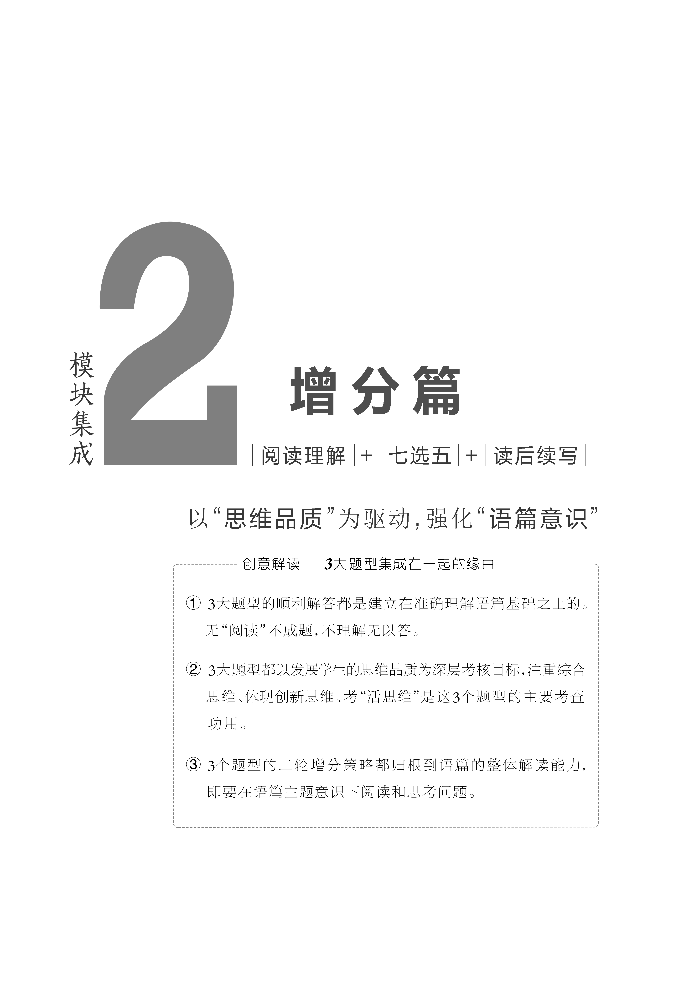 模块集成
2
增分篇
|阅读理解|+|七选五|+|读后续写|
以“思维品质”为驱动,强化“语篇意识”
创意解读—3大题型集成在一起的缘由
① 3大题型的顺利解答都是建立在准确理解语篇基础之上的。
无“阅读”不成题,不理解无以答。
② 3大题型都以发展学生的思维品质为深层考核目标,注重综合
思维、体现创新思维、考“活思维”是这3个题型的主要考查
功用。
③ 3个题型的二轮增分策略都归根到语篇的整体解读能力,
即要在语篇主题意识下阅读和思考问题。